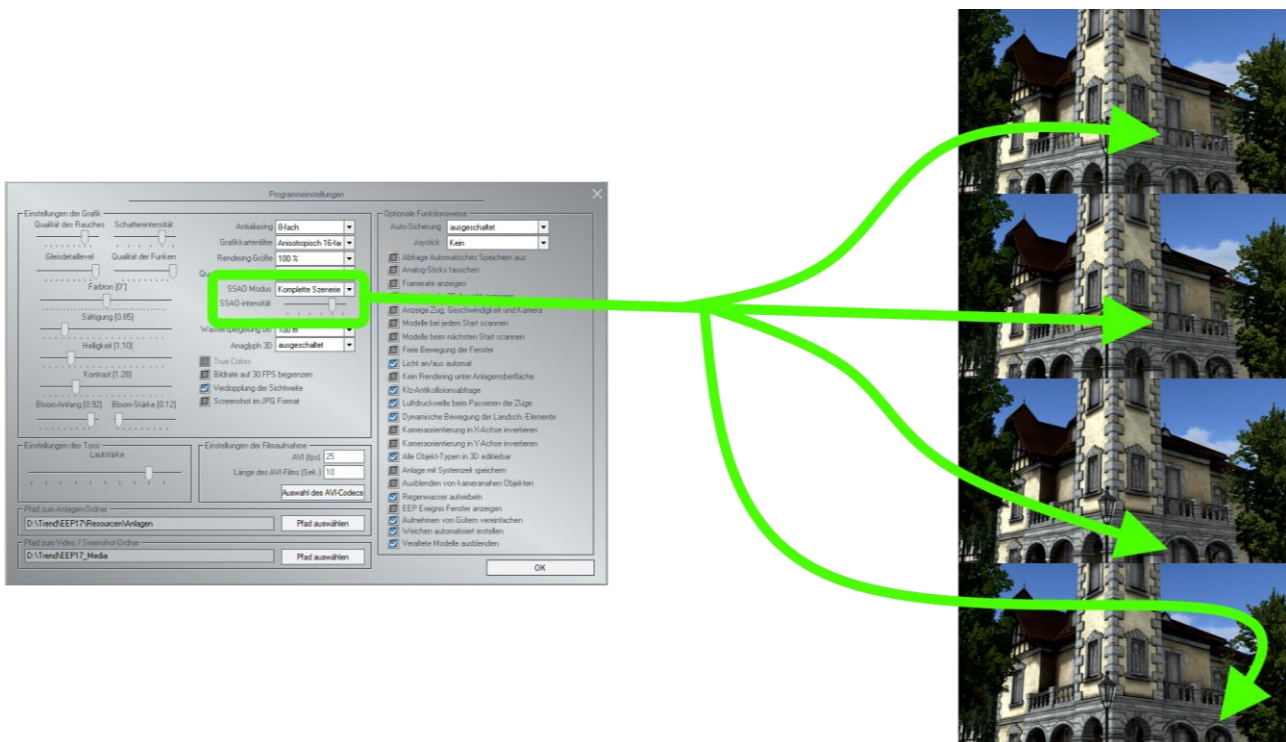 Programmeinstellungen
Einstellungen der Grafik
Qualität des Rauches
Schattenintensität
Gleisdetaillevel
Qualität der Funken
Farbton [0°]
Sättigung [0.85]
Helligkeit [1.10]
Kontrast [1.28]
Bloom-Anfang [0.92]
Bloom-Stärke [0.12]
Antialiasing 8-fach
Grafikkartenfilter Anisotropisch 16-fac
Rendering-Größe 100 %
SSAO Modus Komplette Szenerie
SSAO-intensität
100 m
Anaglyph 3D ausgeschaltet
True Colors
Bildrate auf 30 FPS begrenzen
Verdopplung der Sichtweite
Screenshot im JPG Format
Einstellungen des Tons
Lautstärke
Einstellungen der Filmaufnahme
AVI (fps) 25
Länge des AVI-Films (Sek.) 10
Auswahl des AVI-Codecs
Pfad zum Anlagen-Ordner
D:\Trend\EEP17\Resourcen\Anlagen
Pfad auswählen
Pfad zum Video / Screenshot-Ordner
D:\Trend\EEP17_Media
Pfad auswählen
Optionale Funktionsweise
Auto-Sicherung ausgeschaltet
Joystick Kein
Abfrage Automatisches Speichern aus
Analog-Sticks tauschen
Framerate anzeigen
Anzeige Zug, Geschwindigkeit und Kamera
Modelle bei jedem Start scannen
Modelle beim nächsten Start scannen
Freie Bewegung der Fenster
Licht an/aus automat
Kein Rendering unter Anlagenoberfläche
Kfz-Antikollisionsabfrage
Luftdruckwelle beim Passieren der Züge
Dynamische Bewegung der Landsch.-Elemente
Kameraorientierung in X-Achse invertieren
Kameraorientierung in Y-Achse invertieren
Alle Objekt-Typen in 3D editierbar
Anlage mit Systemzeit speichern
Ausblenden von kameranahen Objekten
Regenwasser aufwirbeln
EEP Ereignis Fenster anzeigen
Aufnehmen von Gütern vereinfachen
Weichen automatisiert erstellen
Veraltete Modelle ausblenden
OK